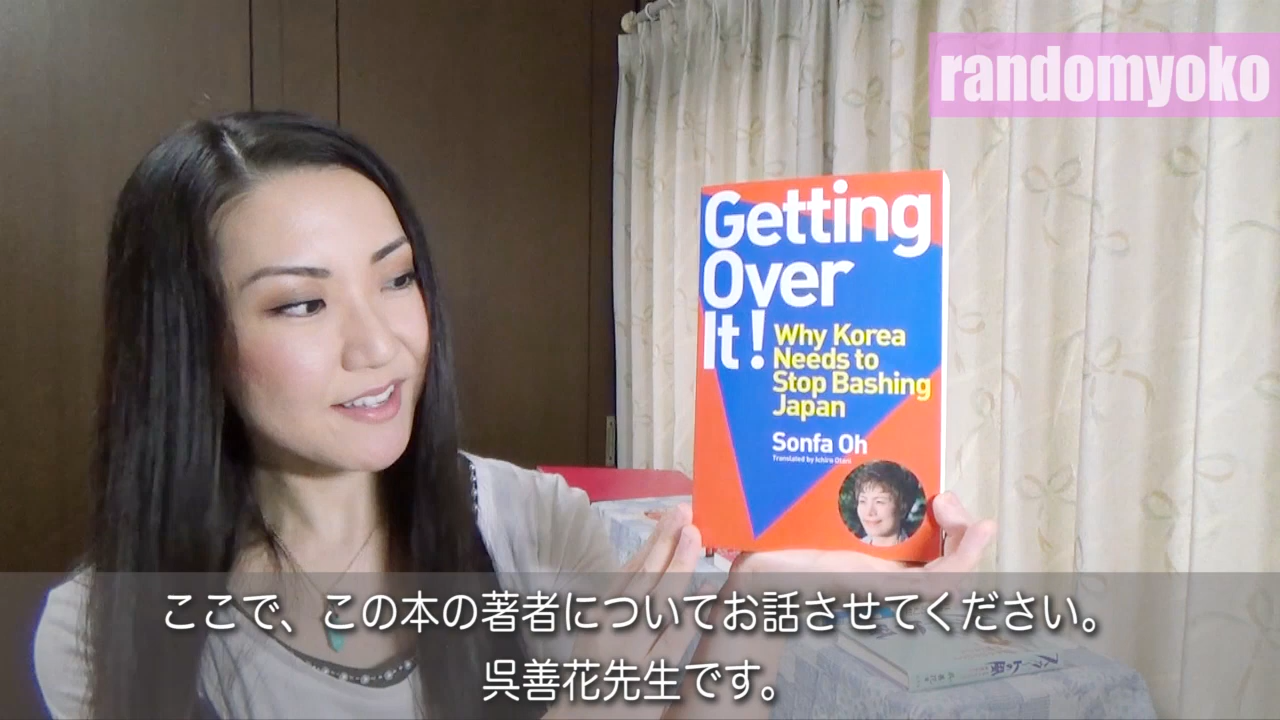 randomyoko
Getting
Over
It!
Why Korea
Needs to
Stop Bashing
Japan
Sonfa Oh
Translated by Ichiro Otani
ここで、この本の著者についてお話させてください。
呉善花先生です。